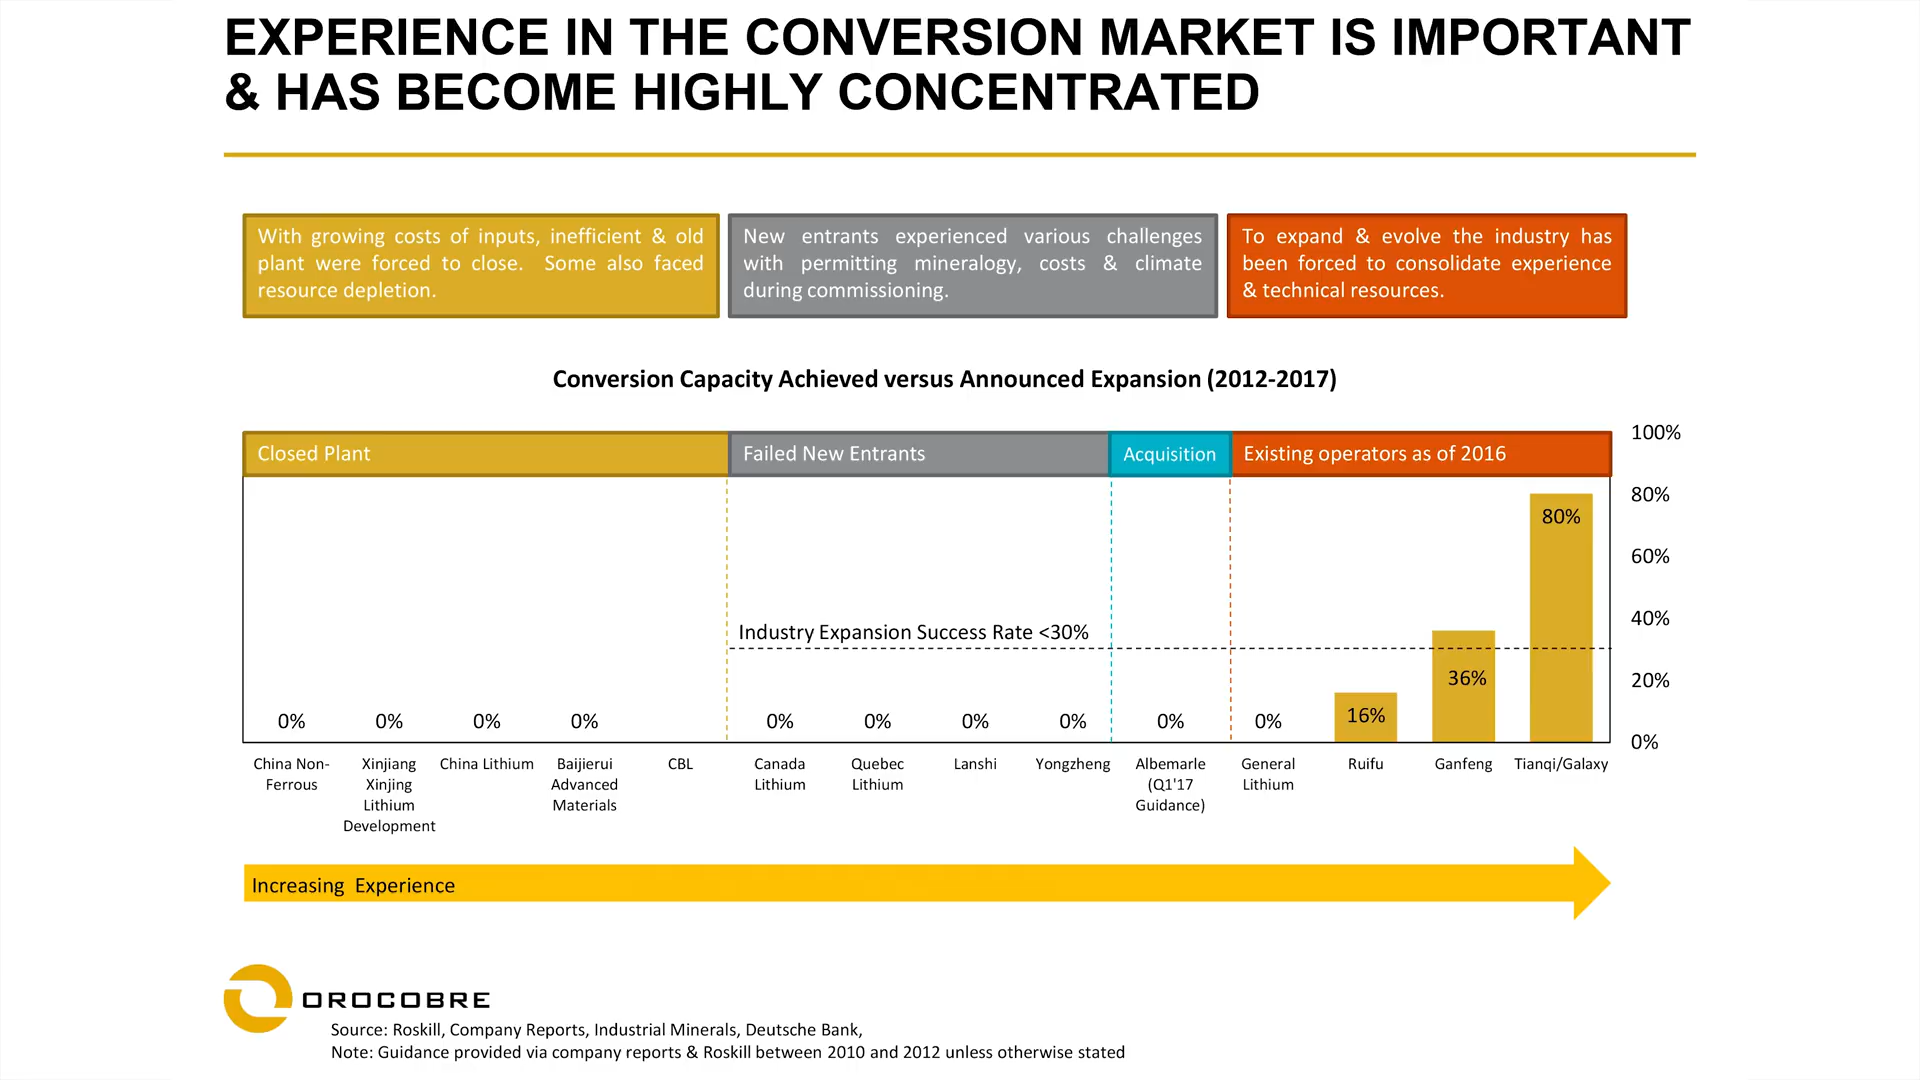 EXPERIENCE IN THE CONVERSION MARKET IS IMPORTANT
& HAS BECOME HIGHLY CONCENTRATED
With growing costs of inputs, inefficient & old
plant were forced to close. Some also faced
resource depletion.
New entrants experienced various challenges
with permitting mineralogy, costs & climate
during commissioning.
To expand & evolve the industry has
been forced to consolidate experience
& technical resources.
Conversion Capacity Achieved versus Announced Expansion (2012-2017)
Closed Plant
Failed New Entrants
Acquisition
Existing operators as of 2016
100%
80%
60%
40%
20%
0%
Industry Expansion Success Rate <30%
0%
0%
0%
0%
0%
0%
0%
0%
0%
0%
16%
36%
80%
China Non-
Ferrous
Xinjiang
Xinjing
Lithium
Development
China Lithium
Baijierui
Advanced
Materials
CBL
Canada
Lithium
Quebec
Lithium
Lanshi
Yongzheng
Albemarle
(Q1'17
Guidance)
General
Lithium
Ruifu
Ganfeng
Tianqi/Galaxy
Increasing Experience
OROCOBRE
Source: Roskill, Company Reports, Industrial Minerals, Deutsche Bank,
Note: Guidance provided via company reports & Roskill between 2010 and 2012 unless otherwise stated